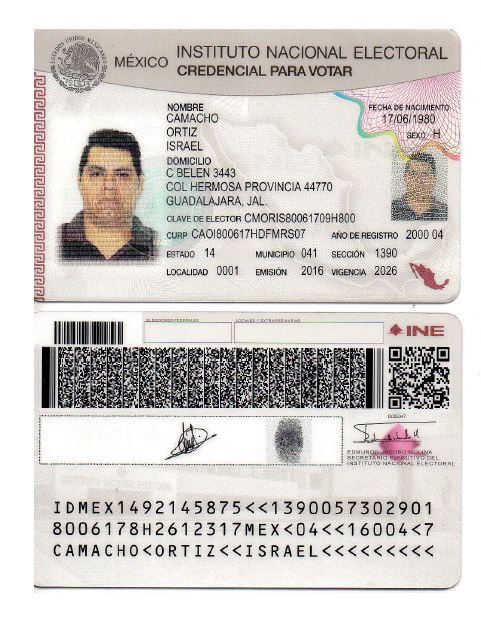 ESTADOS UNIDOS MEXICANOS
MÉXICO
INSTITUTO NACIONAL ELECTORAL
CREDENCIAL PARA VOTAR
NOMBRE
CAMACHO
ORTIZ
ISRAEL
FECHA DE NACIMIENTO
17/06/1980
SEXO H
DOMICILIO
C BELEN 3443
COL HERMOSA PROVINCIA 44770
GUADALAJARA, JAL.
CLAVE DE ELECTOR CMORIS80061709H800
CURP CAOI800617HDFMRS07 AÑO DE REGISTRO 2000 04
ESTADO 14 MUNICIPIO 041 SECCIÓN 1390
LOCALIDAD 0001 EMISIÓN 2016 VIGENCIA 2026
INE
ELECCIONES FEDERALES
LOCALES Y EXTRAORDINARIAS
INE
EDMUNDO JACOBO MOLINA
SECRETARIO EJECUTIVO DEL
INSTITUTO NACIONAL ELECTORAL
IDMEX1492145875<<1390057302901
8006178H2612317MEX<04<<16004<7
CAMACHO<ORTIZ<<ISRAEL<<<<<<<<<